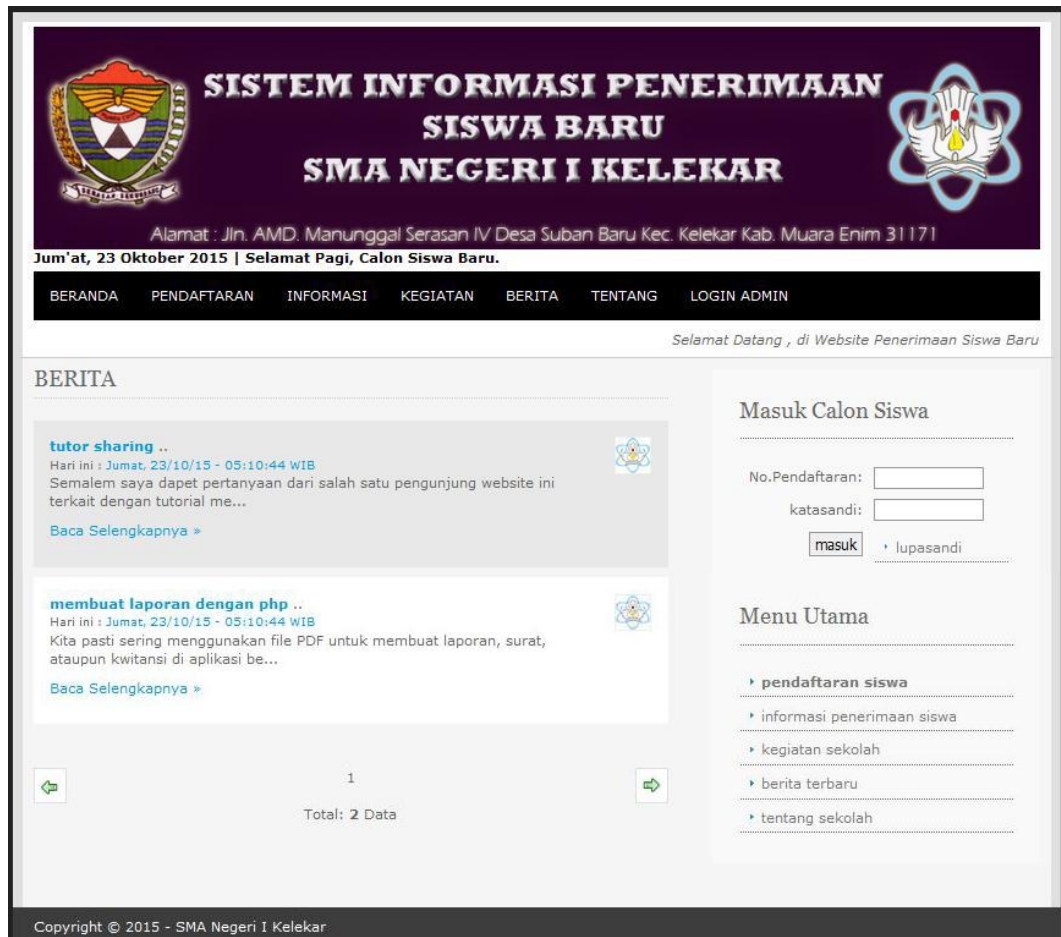 SISTEM INFORMASI PENERIMAAN
SISWA BARU
SMA NEGERI I KELEKAR
Alamat : Jln. AMD. Manunggal Serasan IV Desa Suban Baru Kec. Kelekar Kab. Muara Enim 31171
Jum'at, 23 Oktober 2015 | Selamat Pagi, Calon Siswa Baru.
BERANDA PENDAFTARAN INFORMASI KEGIATAN BERITA TENTANG LOGIN ADMIN
Selamat Datang , di Website Penerimaan Siswa Baru
BERITA
tutor sharing ..
Hari ini : Jumat, 23/10/15 - 05:10:44 WIB
Semalem saya dapet pertanyaan dari salah satu pengunjung website ini
terkait dengan tutorial me...
Baca Selengkapnya »
membuat laporan dengan php ..
Hari ini : Jumat, 23/10/15 - 05:10:44 WIB
Kita pasti sering menggunakan file PDF untuk membuat laporan, surat,
ataupun kwitansi di aplikasi be...
Baca Selengkapnya »
1
Total: 2 Data
Masuk Calon Siswa
No.Pendaftaran:
katasandi:
masuk lupasandi
Menu Utama
pendaftaran siswa
informasi penerimaan siswa
kegiatan sekolah
berita terbaru
tentang sekolah
Copyright © 2015 - SMA Negeri I Kelekar